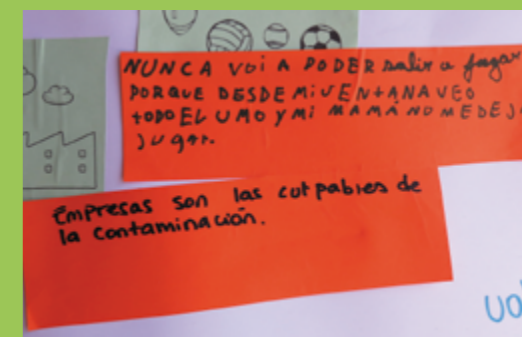 NUNCA VOI A PODER salir a jugar
PORQUE DESDE MI VENTANA VEO
tODO EL UMO Y MI MAMÁ NO ME DEJ
JUGAR.
Empresas son las culpables de
la contaminación.